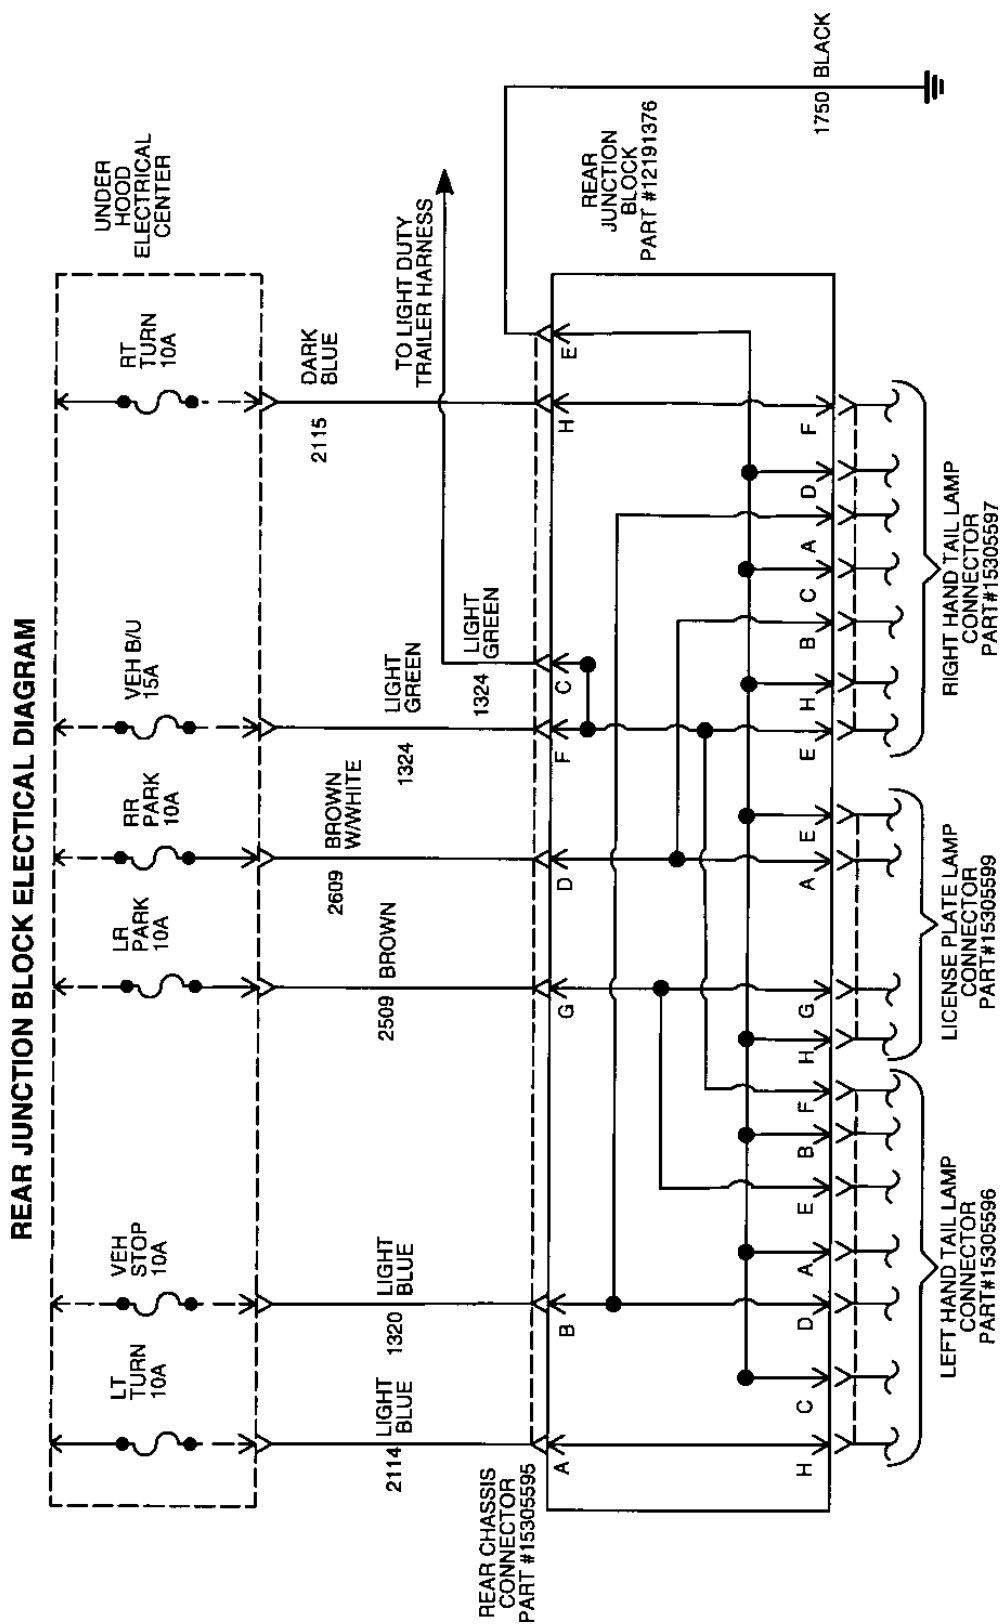 REAR JUNCTION BLOCK ELECTICAL DIAGRAM
LT
TURN
10A
VEH
STOP
10A
LR
PARK
10A
RR
PARK
10A
VEH B/U
15A
RT
TURN
10A
UNDER
HOOD
ELECTRICAL
CENTER
2114
LIGHT
BLUE
1320
LIGHT
BLUE
2509
BROWN
2609
BROWN
W/WHITE
1324
LIGHT
GREEN
1324
LIGHT
GREEN
2115
DARK
BLUE
TO LIGHT DUTY
TRAILER HARNESS
REAR CHASSIS
CONNECTOR
PART #15305595
A
B
G
D
F
C
H
E
REAR
JUNCTION
BLOCK
PART #12191376
1750 BLACK
H
C
D
A
E
B
F
H
G
A
E
E
H
B
C
A
D
F
LEFT HAND TAIL LAMP
CONNECTOR
PART#15305596
LICENSE PLATE LAMP
CONNECTOR
PART#15305599
RIGHT HAND TAIL LAMP
CONNECTOR
PART#15305597